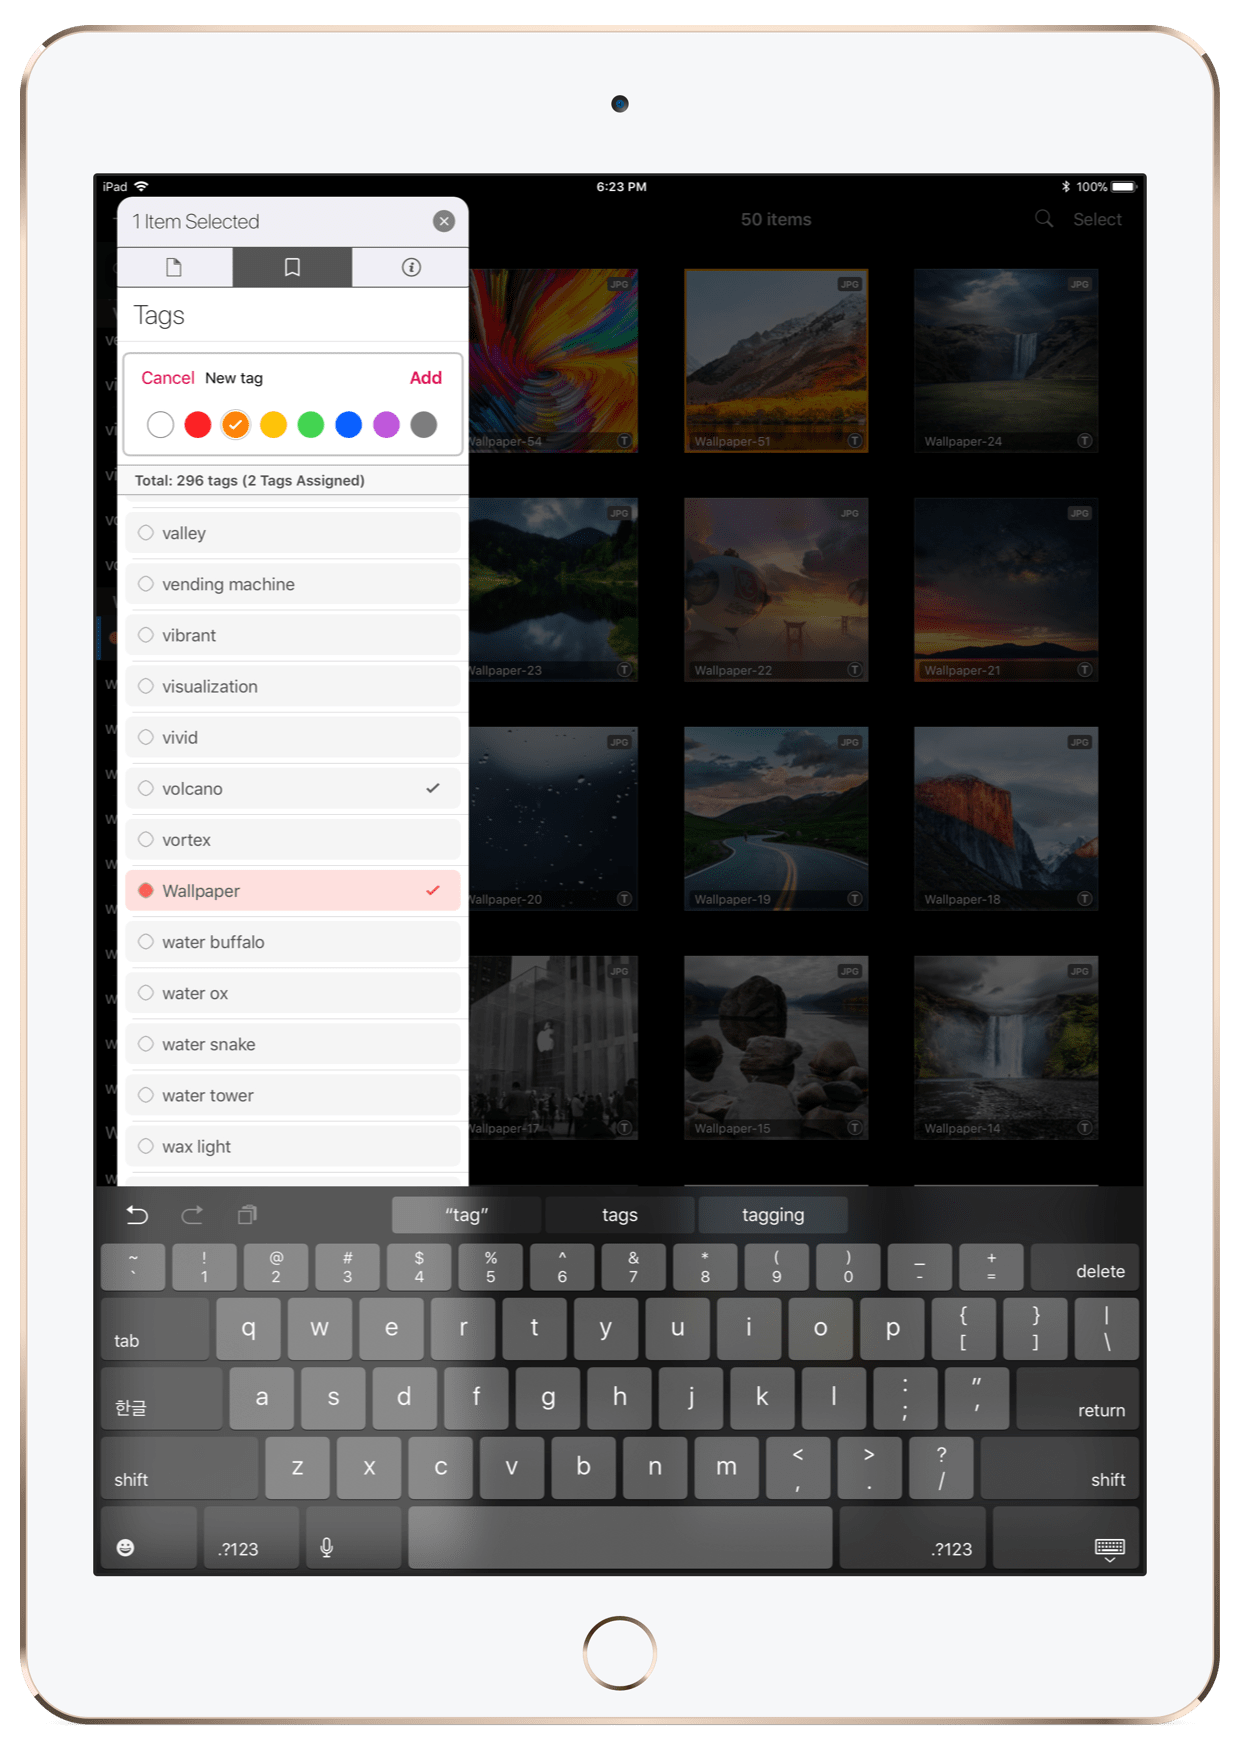 iPad 6:23 PM 100%
1 Item Selected
50 items Select
Tags
Cancel New tag Add
Total: 296 tags (2 Tags Assigned)
valley
vending machine
vibrant
visualization
vivid
volcano
vortex
Wallpaper
water buffalo
water ox
water snake
water tower
wax light
JPG JPG JPG
Wallpaper-54 T Wallpaper-51 T Wallpaper-24 T
JPG JPG JPG
Wallpaper-23 T Wallpaper-22 T Wallpaper-21 T
JPG JPG JPG
Wallpaper-20 T Wallpaper-19 T Wallpaper-18 T
JPG JPG JPG
Wallpaper-17 T Wallpaper-15 T Wallpaper-14 T
“tag” tags tagging
~ ! @ # $ % ^ & * ( ) _ +
` 1 2 3 4 5 6 7 8 9 0 - = delete
tab q w e r t y u i o p { [ } ] | \
한글 a s d f g h j k l : ; " ' return
shift z x c v b n m < , > . ? / shift
.?123 .?123